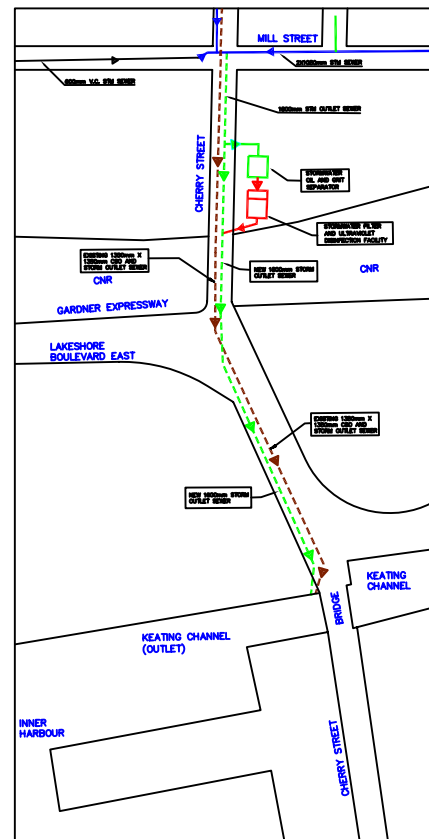 MILL STREET
2X1050mm STM SEWER
600mm V.C. STM SEWER
1600mm STM OUTLET SEWER
CHERRY STREET
STORMWATER
OIL AND GRIT
SEPARATOR
STORMWATER FILTER
AND ULTRAVIOLET
DISINFECTION FACILITY
EXISTING 1350mm X
1350mm CSO AND
STORM OUTLET SEWER
NEW 1600mm STORM
OUTLET SEWER
CNR
CNR
GARDNER EXPRESSWAY
LAKESHORE
BOULEVARD EAST
EXISTING 1350mm X
1350mm CSO AND
STORM OUTLET SEWER
NEW 1600mm STORM
OUTLET SEWER
KEATING
CHANNEL
BRIDGE
KEATING CHANNEL
(OUTLET)
INNER
HARBOUR
CHERRY STREET